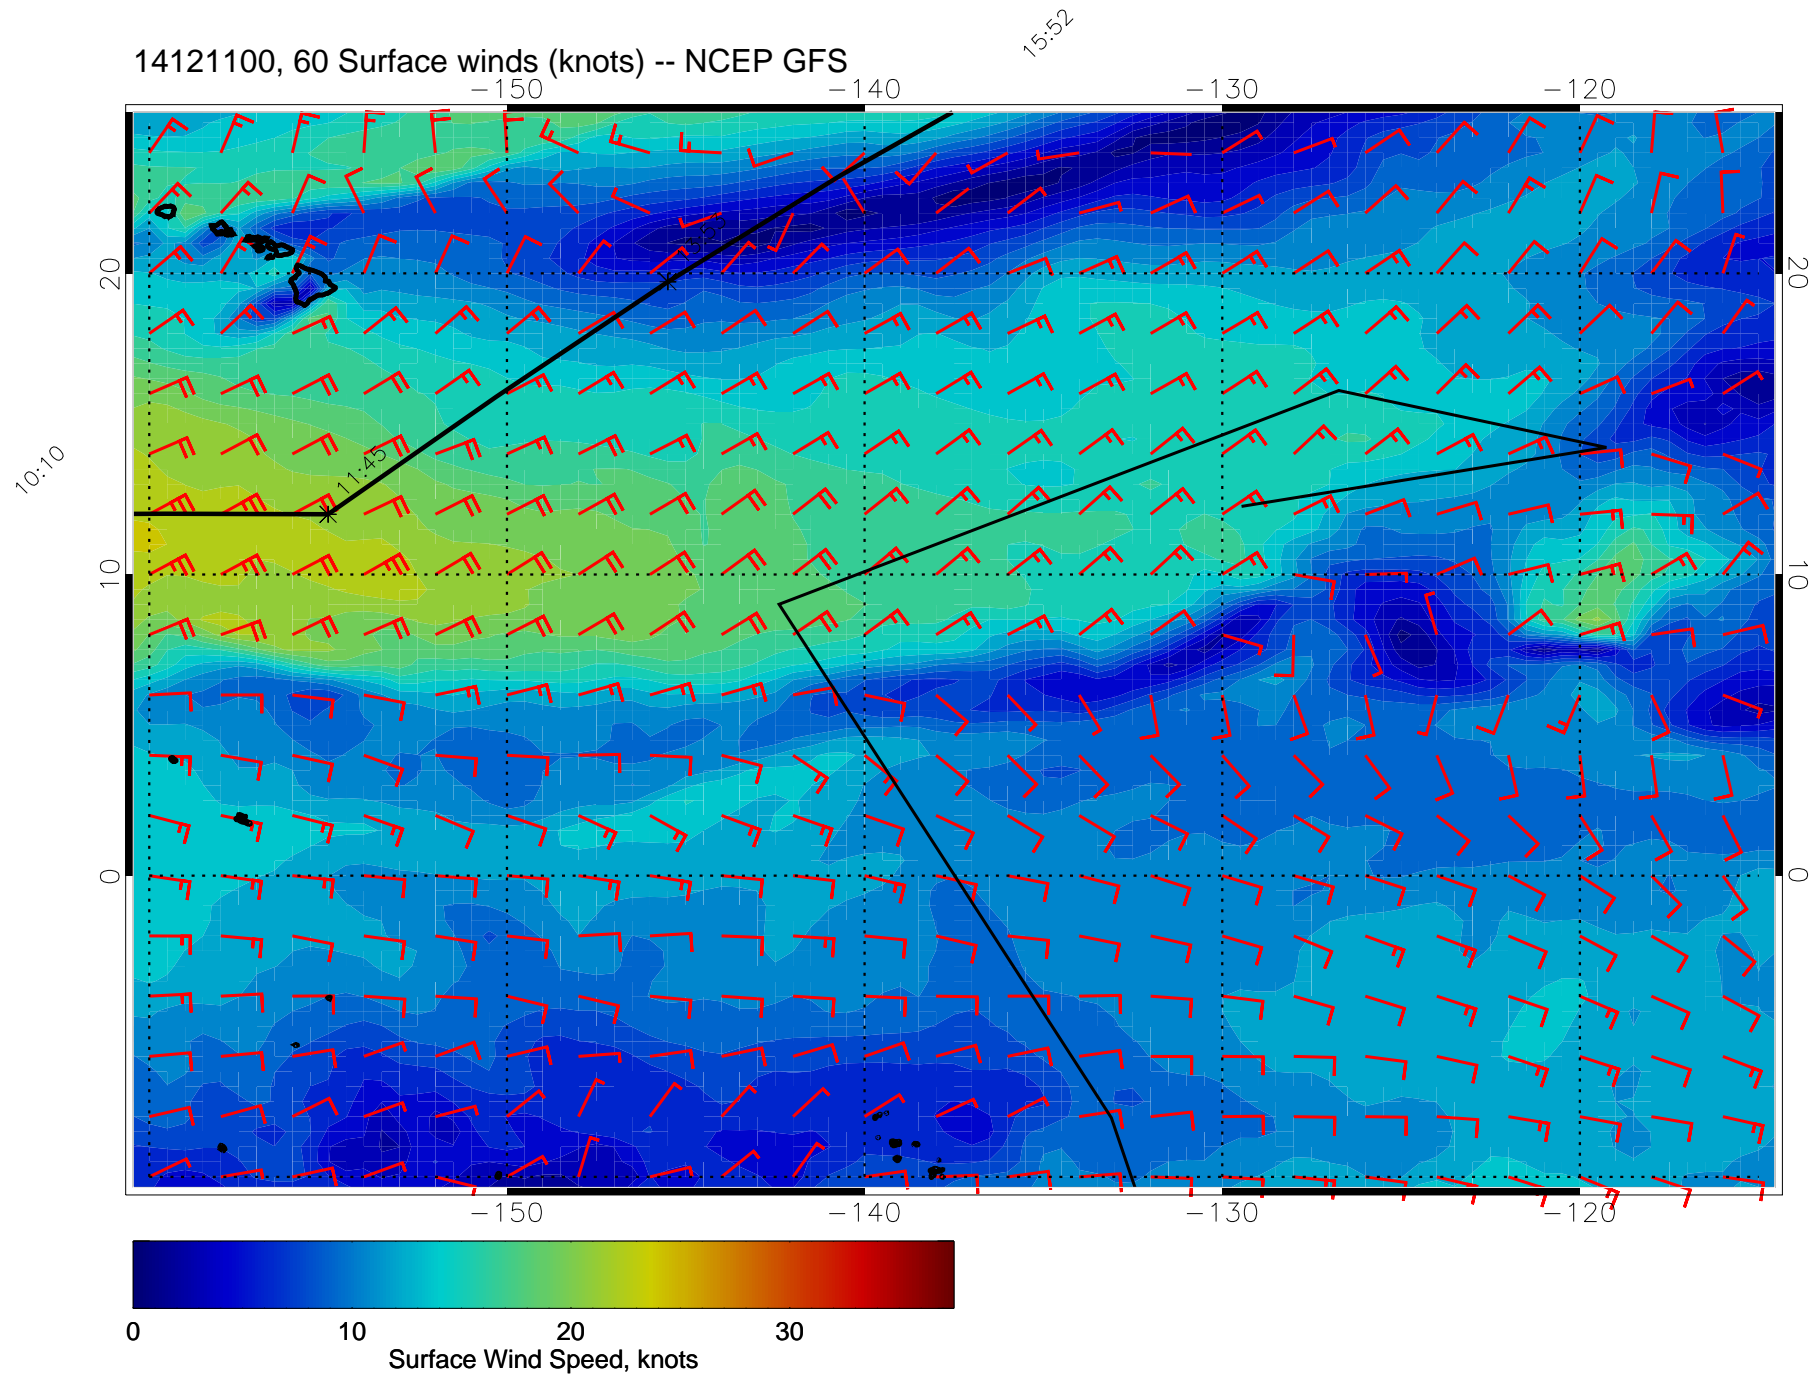 15:52
14121100, 60 Surface winds (knots) -- NCEP GFS
-150 -140 -130 -120
20 20
11:45
10:10
10 10
0 0
-150 -140 -130 -120
0 10 20 30
Surface Wind Speed, knots